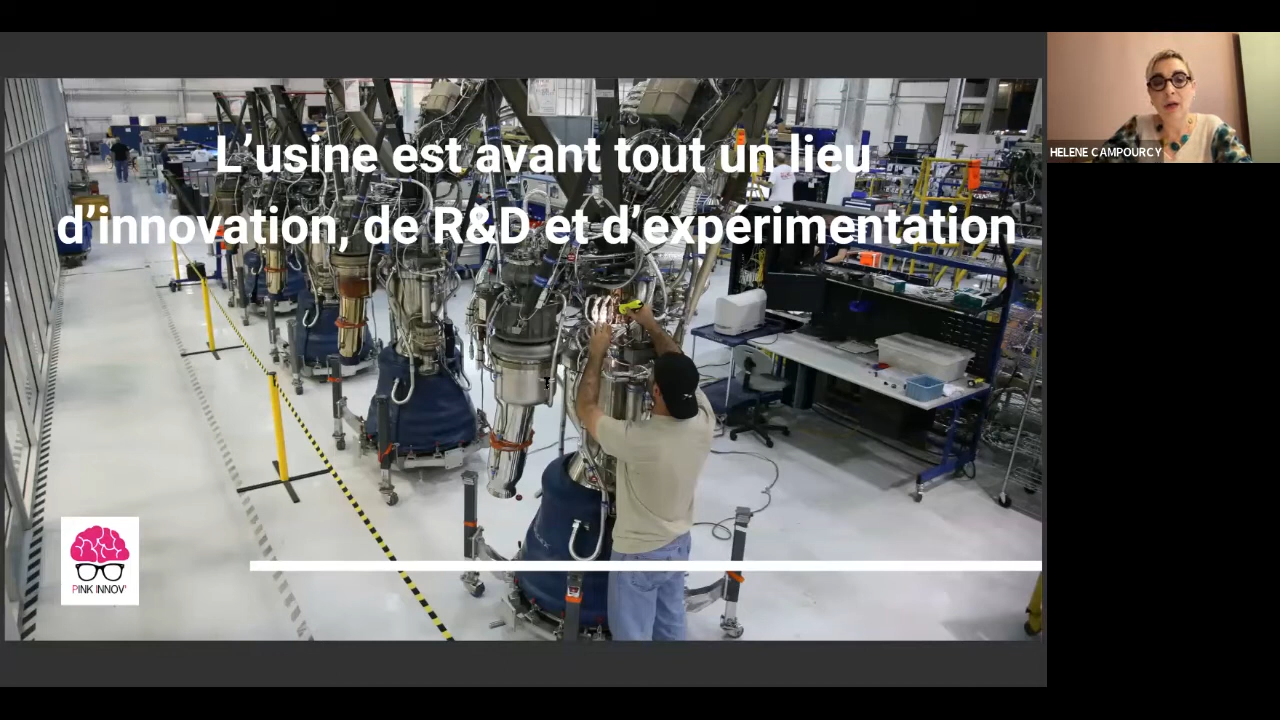 L'usine est avant tout un lieu
d'innovation, de R&D et d'expérimentation
HELENE CAMPOURCY
PINK INNOV'